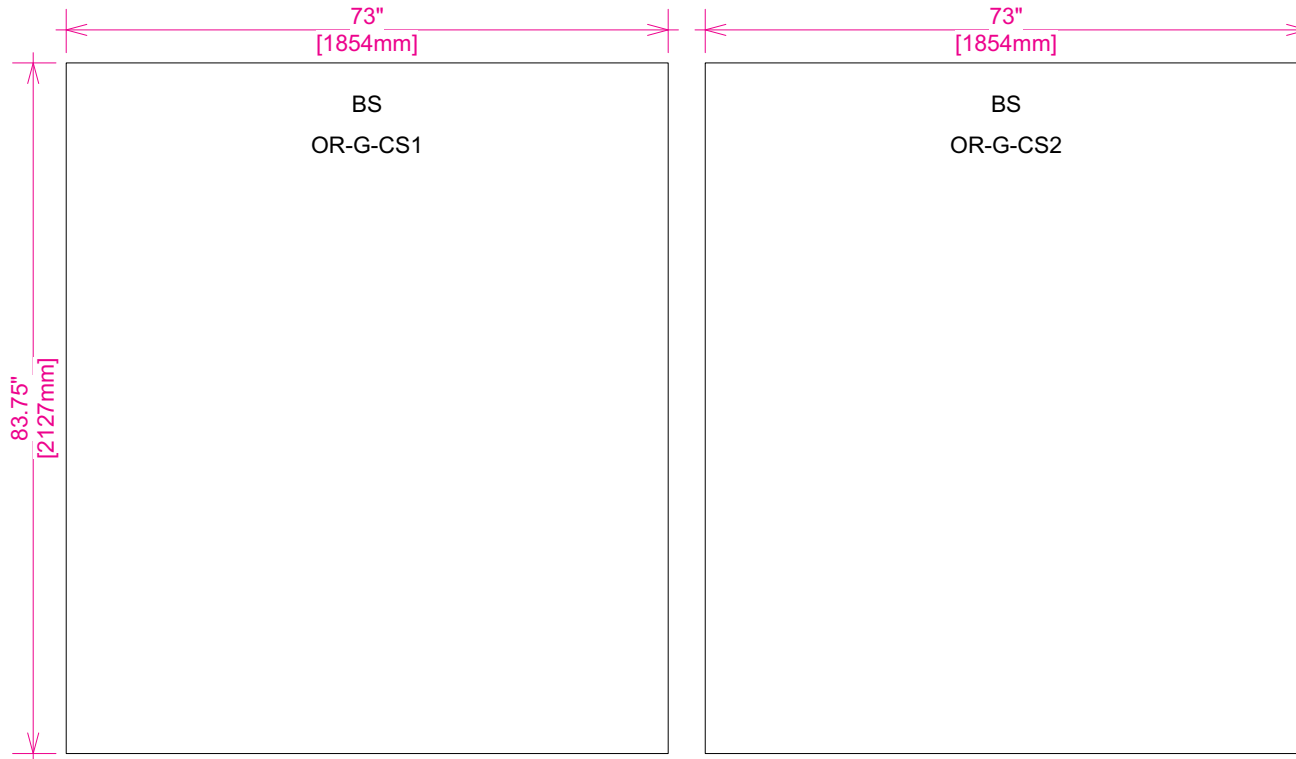 73"
[1854mm]
73"
[1854mm]
BS
OR-G-CS1
BS
OR-G-CS2
83.75"
[2127mm]